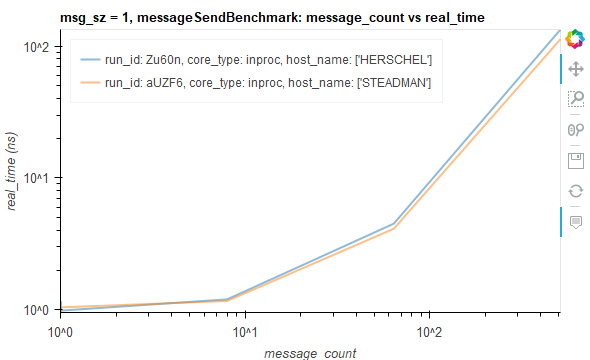 msg_sz = 1, messageSendBenchmark: message_count vs real_time
run_id: Zu60n, core_type: inproc, host_name: ['HERSCHEL']
run_id: aUZF6, core_type: inproc, host_name: ['STEADMAN']
real_time (ns)
10^2
10^1
10^0
10^0 10^1 10^2
message_count